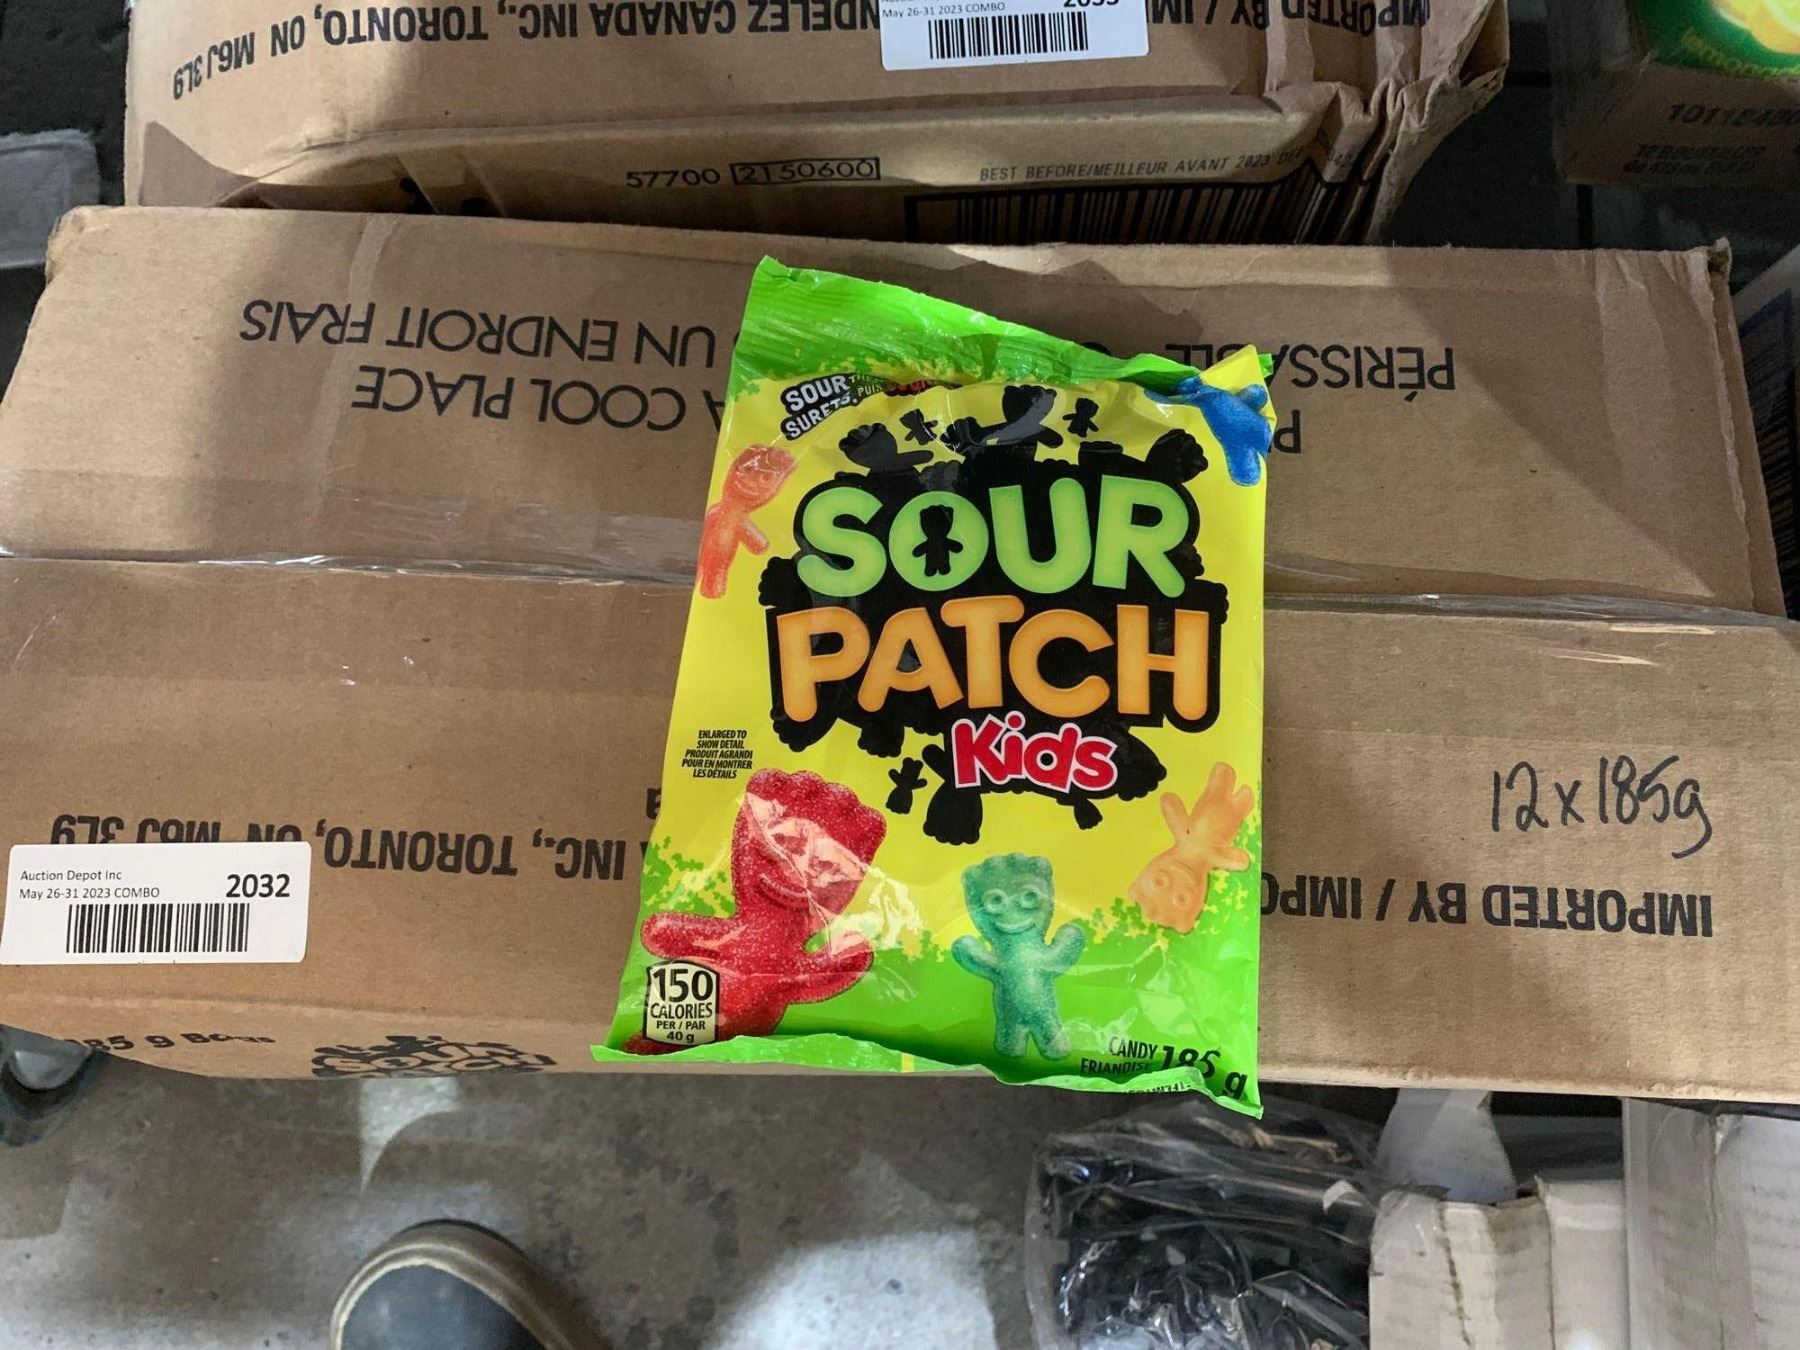 IMPORTED BY / IM
NDELEZ CANADA INC., TORONTO, ON M6J 3L9
May 26-31 2023 COMBO
57700 2150600
BEST BEFORE/MEILLEUR AVANT 2023
PÉRISSA
A COOL PLACE
UN ENDROIT FRAIS
SOUR
SURETS.
SOUR
PATCH
Kids
ENLARGED TO
SHOW DETAIL
PRODUIT AGRANDI
POUR EN MONTRER
LES DÉTAILS
150
CALORIES
PER / PAR
40 g
CANDY
FRIANDISE
185 g
12x185g
IMPORTED BY / IMPO
INC., TORONTO, ON M6J 3L9
Auction Depot Inc
May 26-31 2023 COMBO
2032